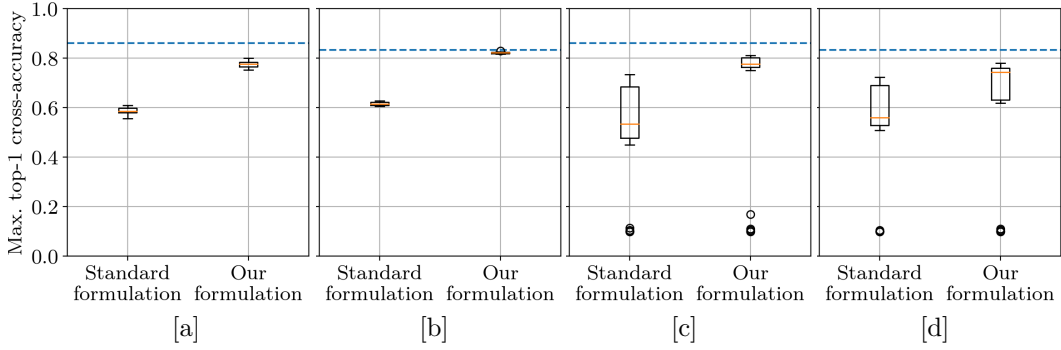 Max. top-1 cross-accuracy
1.0
0.8
0.6
0.4
0.2
0.0
Standard formulation
Our formulation
[a]
Standard formulation
Our formulation
[b]
Standard formulation
Our formulation
[c]
Standard formulation
Our formulation
[d]